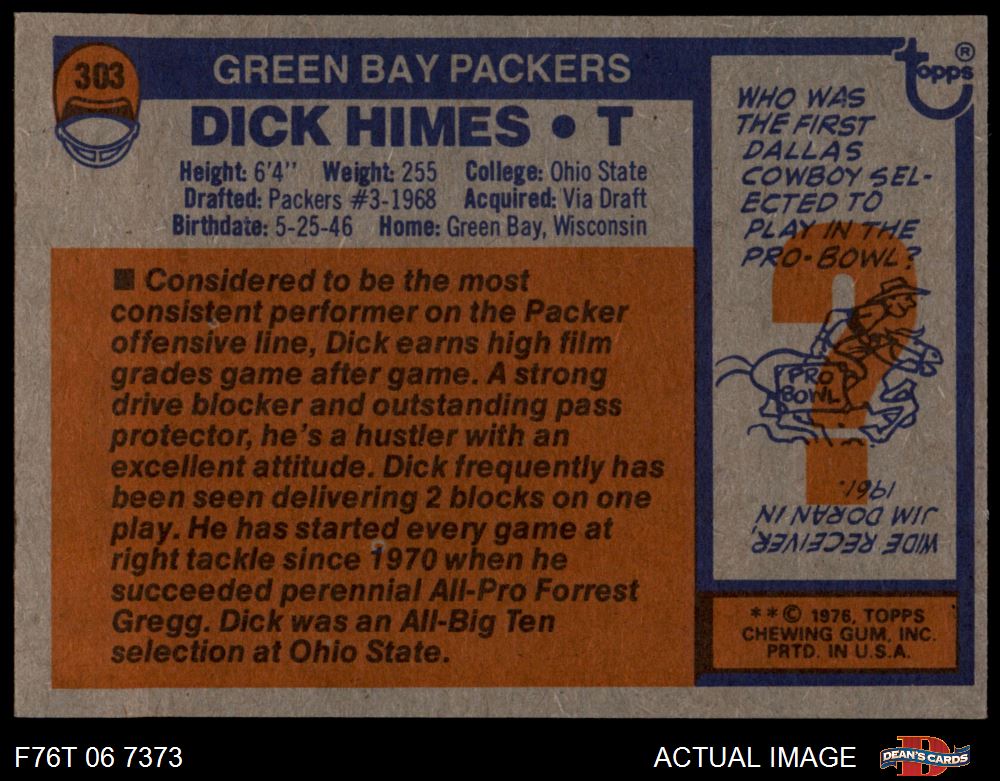 303
GREEN BAY PACKERS
DICK HIMES • T
Height: 6'4" Weight: 255 College: Ohio State
Drafted: Packers #3-1968 Acquired: Via Draft
Birthdate: 5-25-46 Home: Green Bay, Wisconsin
■ Considered to be the most
consistent performer on the Packer
offensive line, Dick earns high film
grades game after game. A strong
drive blocker and outstanding pass
protector, he's a hustler with an
excellent attitude. Dick frequently has
been seen delivering 2 blocks on one
play. He has started every game at
right tackle since 1970 when he
succeeded perennial All-Pro Forrest
Gregg. Dick was an All-Big Ten
selection at Ohio State.
topps®
WHO WAS
THE FIRST
DALLAS
COWBOY SEL-
ECTED TO
PLAY IN THE
PRO-BOWL?
?
PRO
BOWL
WIDE RECEIVER,
JIM DORAN IN
1961.
**© 1976, TOPPS
CHEWING GUM, INC.
PRTD. IN U.S.A.
F76T 06 7373
ACTUAL IMAGE
DEAN'S CARDS